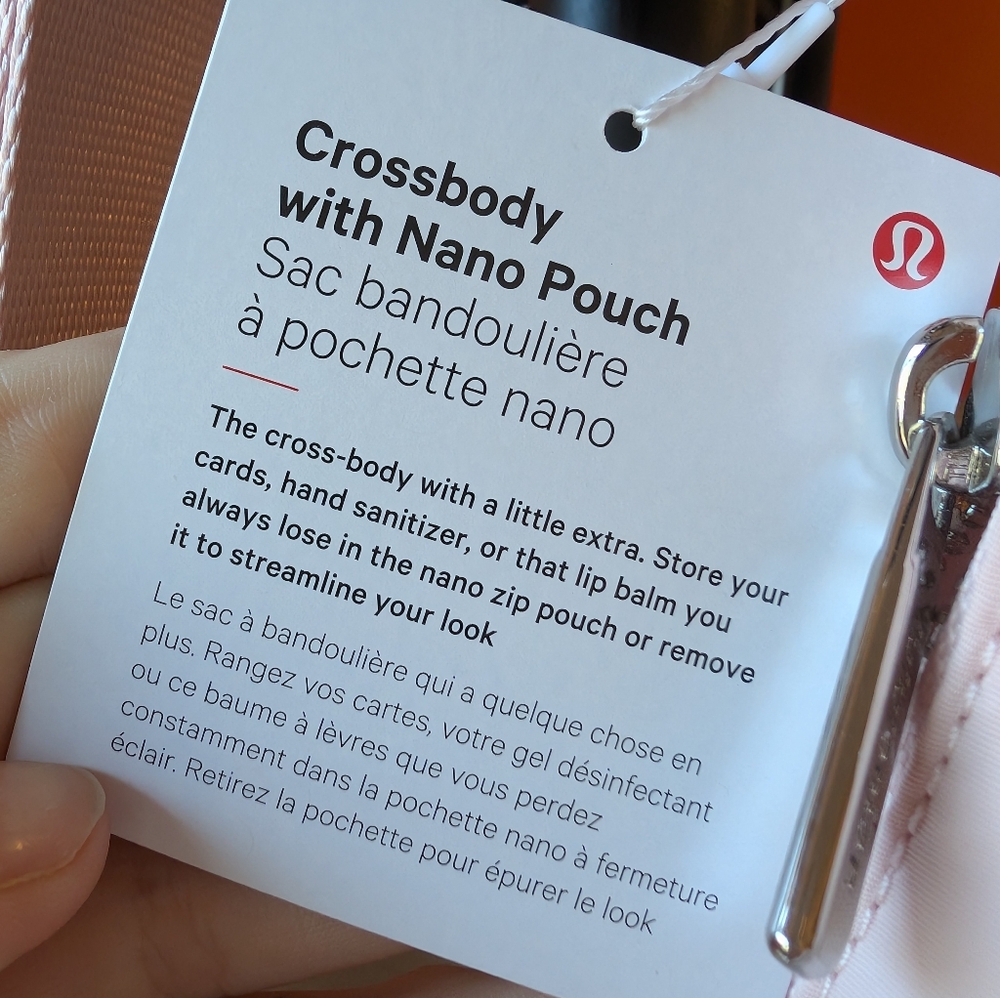 Crossbody
with Nano Pouch
Sac bandoulière
à pochette nano
The cross-body with a little extra. Store your
cards, hand sanitizer, or that lip balm you
always lose in the nano zip pouch or remove
it to streamline your look
Le sac à bandoulière qui a quelque chose en
plus. Rangez vos cartes, votre gel désinfectant
ou ce baume à lèvres que vous perdez
constamment dans la pochette nano à fermeture
éclair. Retirez la pochette pour épurer le look